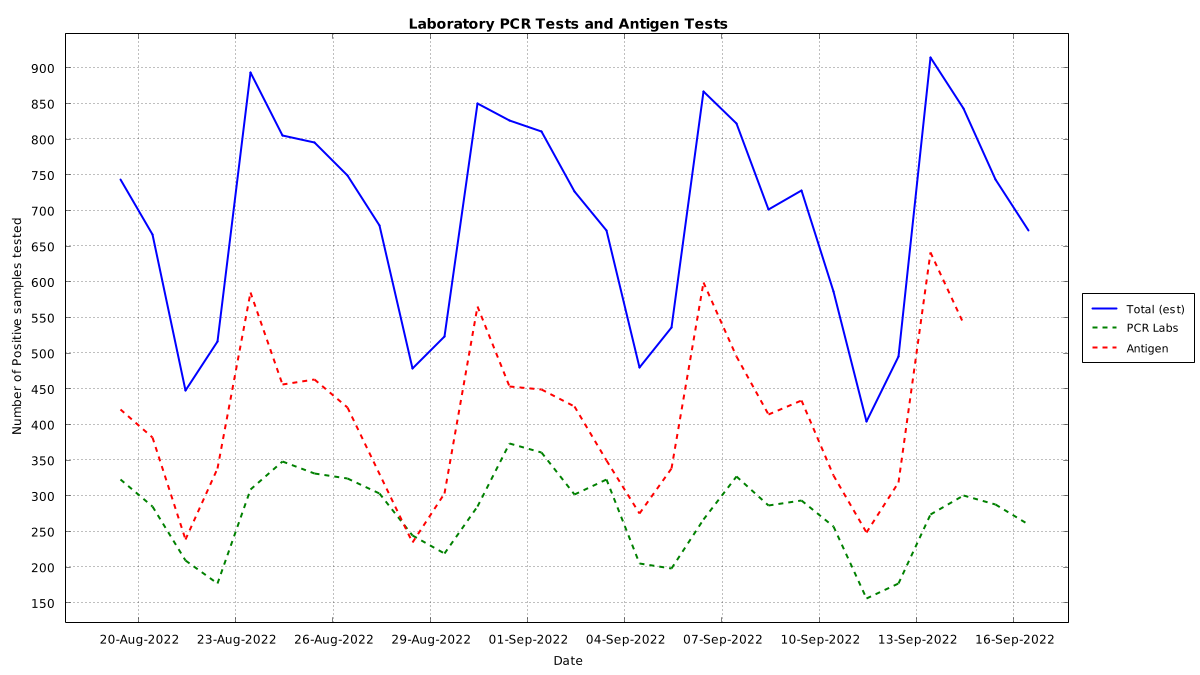 Laboratory PCR Tests and Antigen Tests
Number of Positive samples tested
900
850
800
750
700
650
600
550
500
450
400
350
300
250
200
150
20-Aug-2022 23-Aug-2022 26-Aug-2022 29-Aug-2022 01-Sep-2022 04-Sep-2022 07-Sep-2022 10-Sep-2022 13-Sep-2022 16-Sep-2022
Date
Total (est)
PCR Labs
Antigen